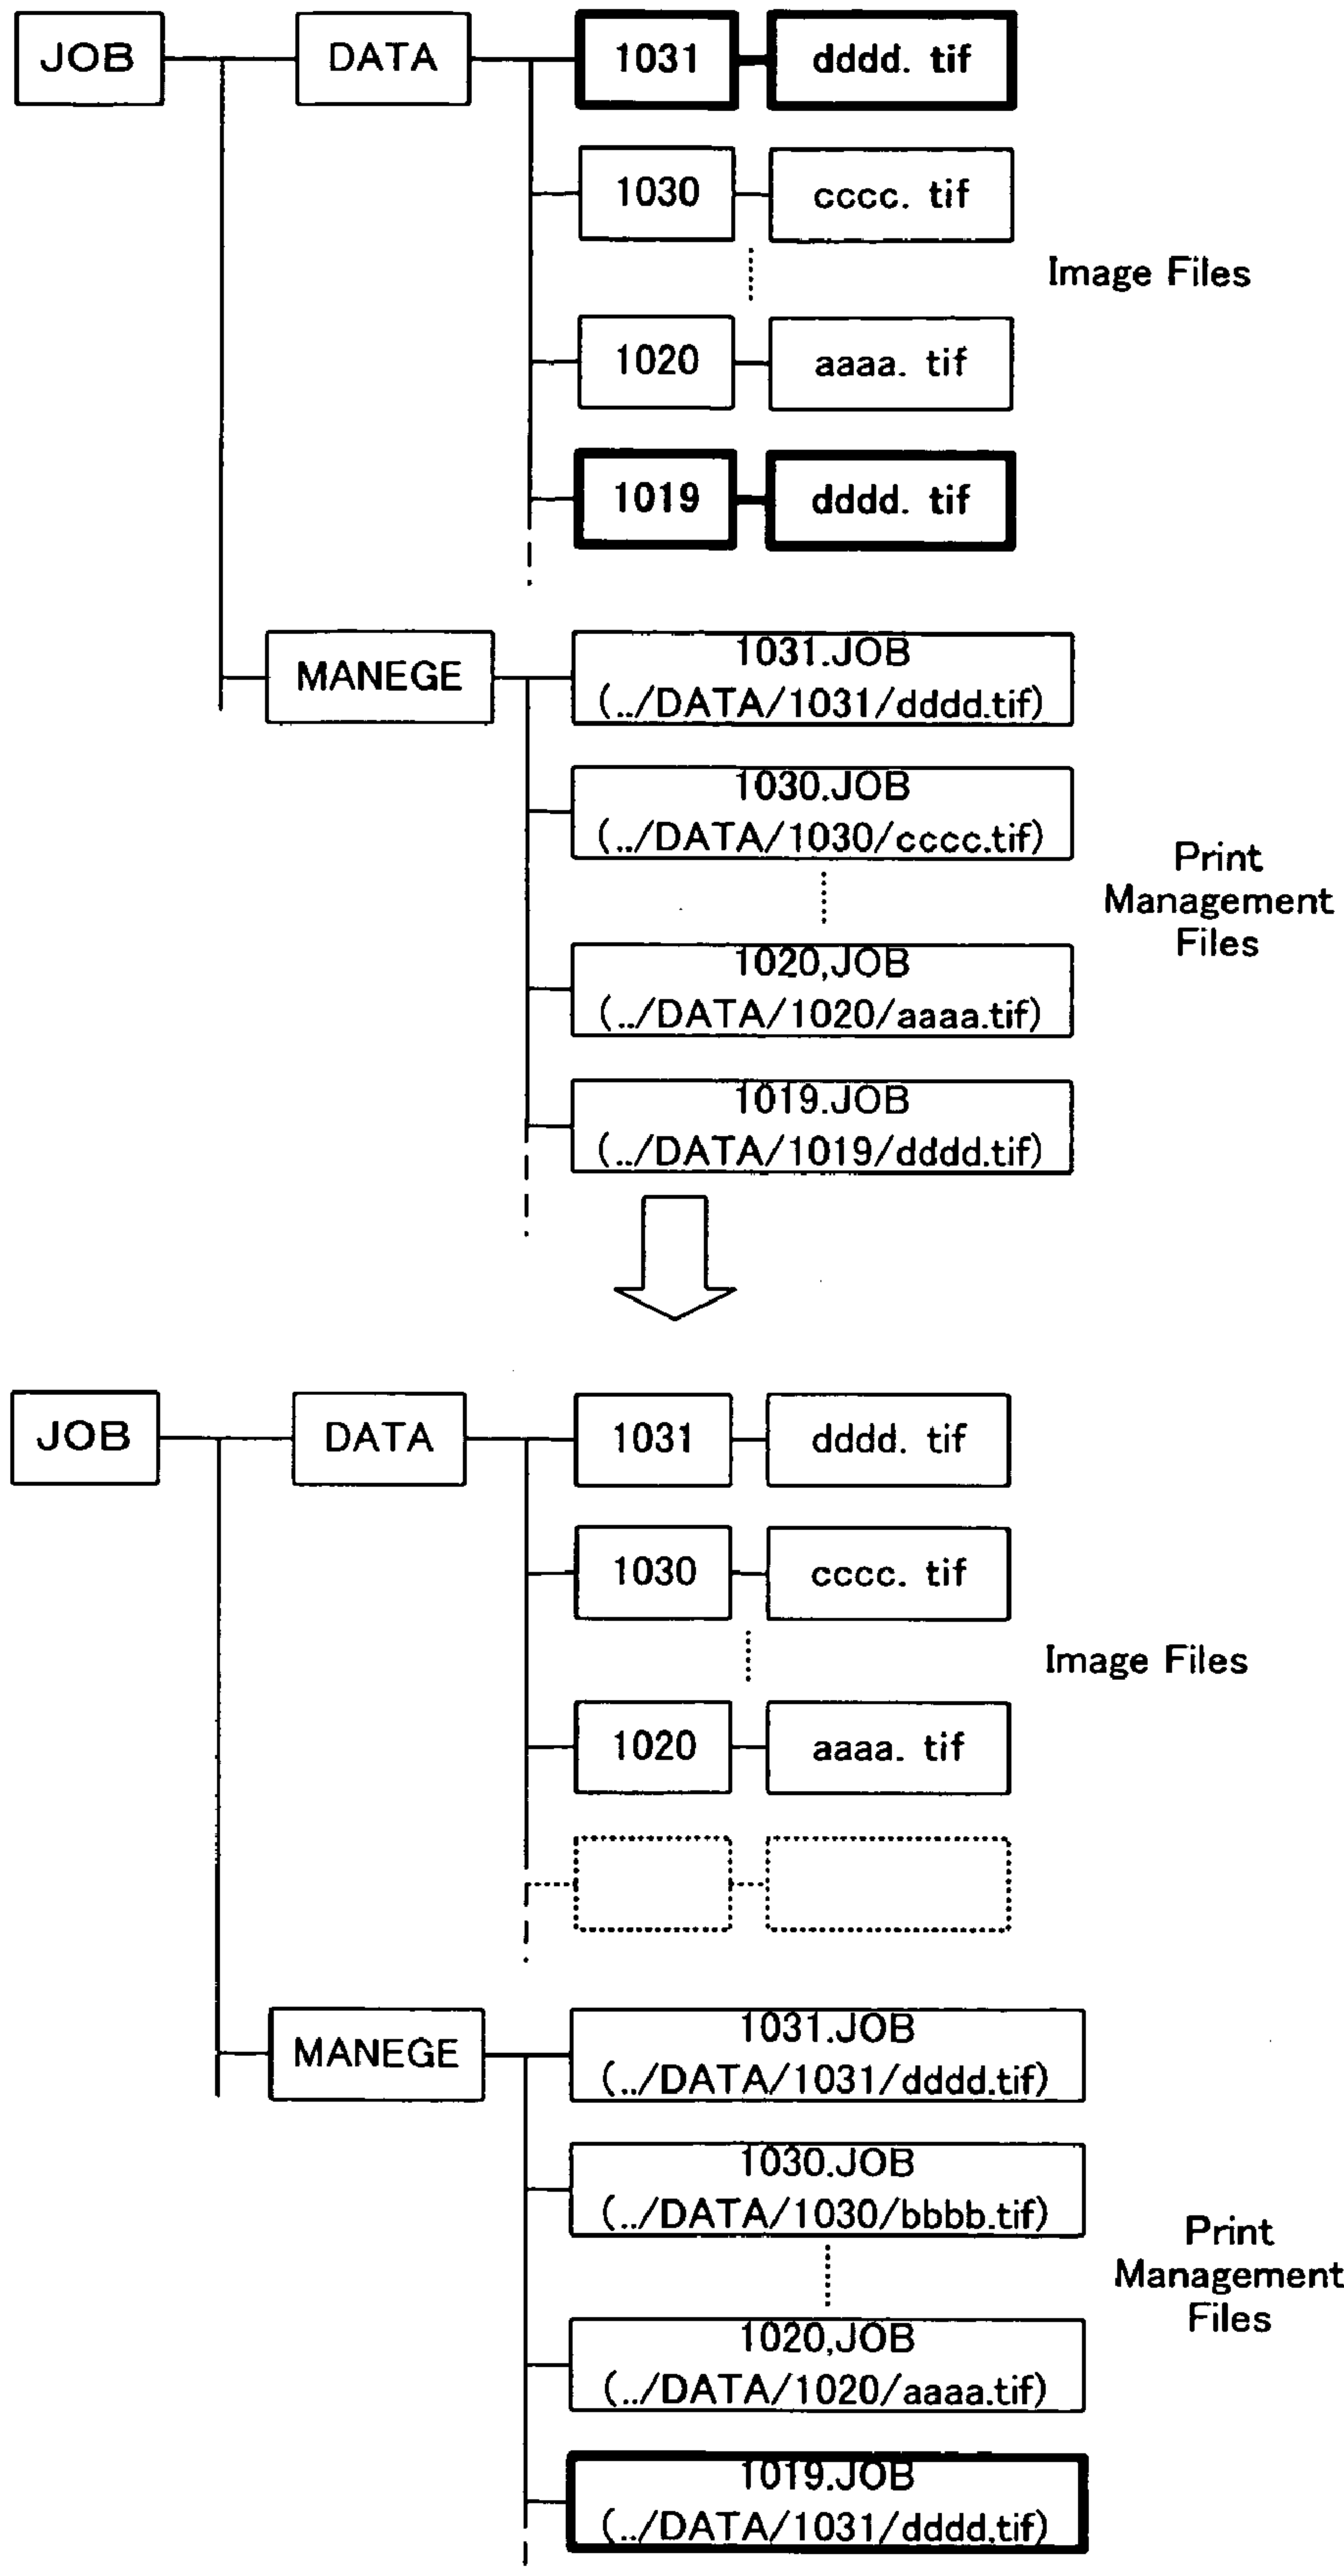 JOB
DATA
1031
dddd. tif
1030
cccc. tif
Image Files
1020
aaaa. tif
1019
dddd. tif
MANEGE
1031.JOB
(../DATA/1031/dddd.tif)
1030.JOB
(../DATA/1030/cccc.tif)
Print
Management
Files
1020,JOB
(../DATA/1020/aaaa.tif)
1019.JOB
(../DATA/1019/dddd.tif)
JOB
DATA
1031
dddd. tif
1030
cccc. tif
Image Files
1020
aaaa. tif
MANEGE
1031.JOB
(../DATA/1031/dddd.tif)
1030.JOB
(../DATA/1030/bbbb.tif)
Print
Management
Files
1020,JOB
(../DATA/1020/aaaa.tif)
1019.JOB
(../DATA/1031/dddd.tif)